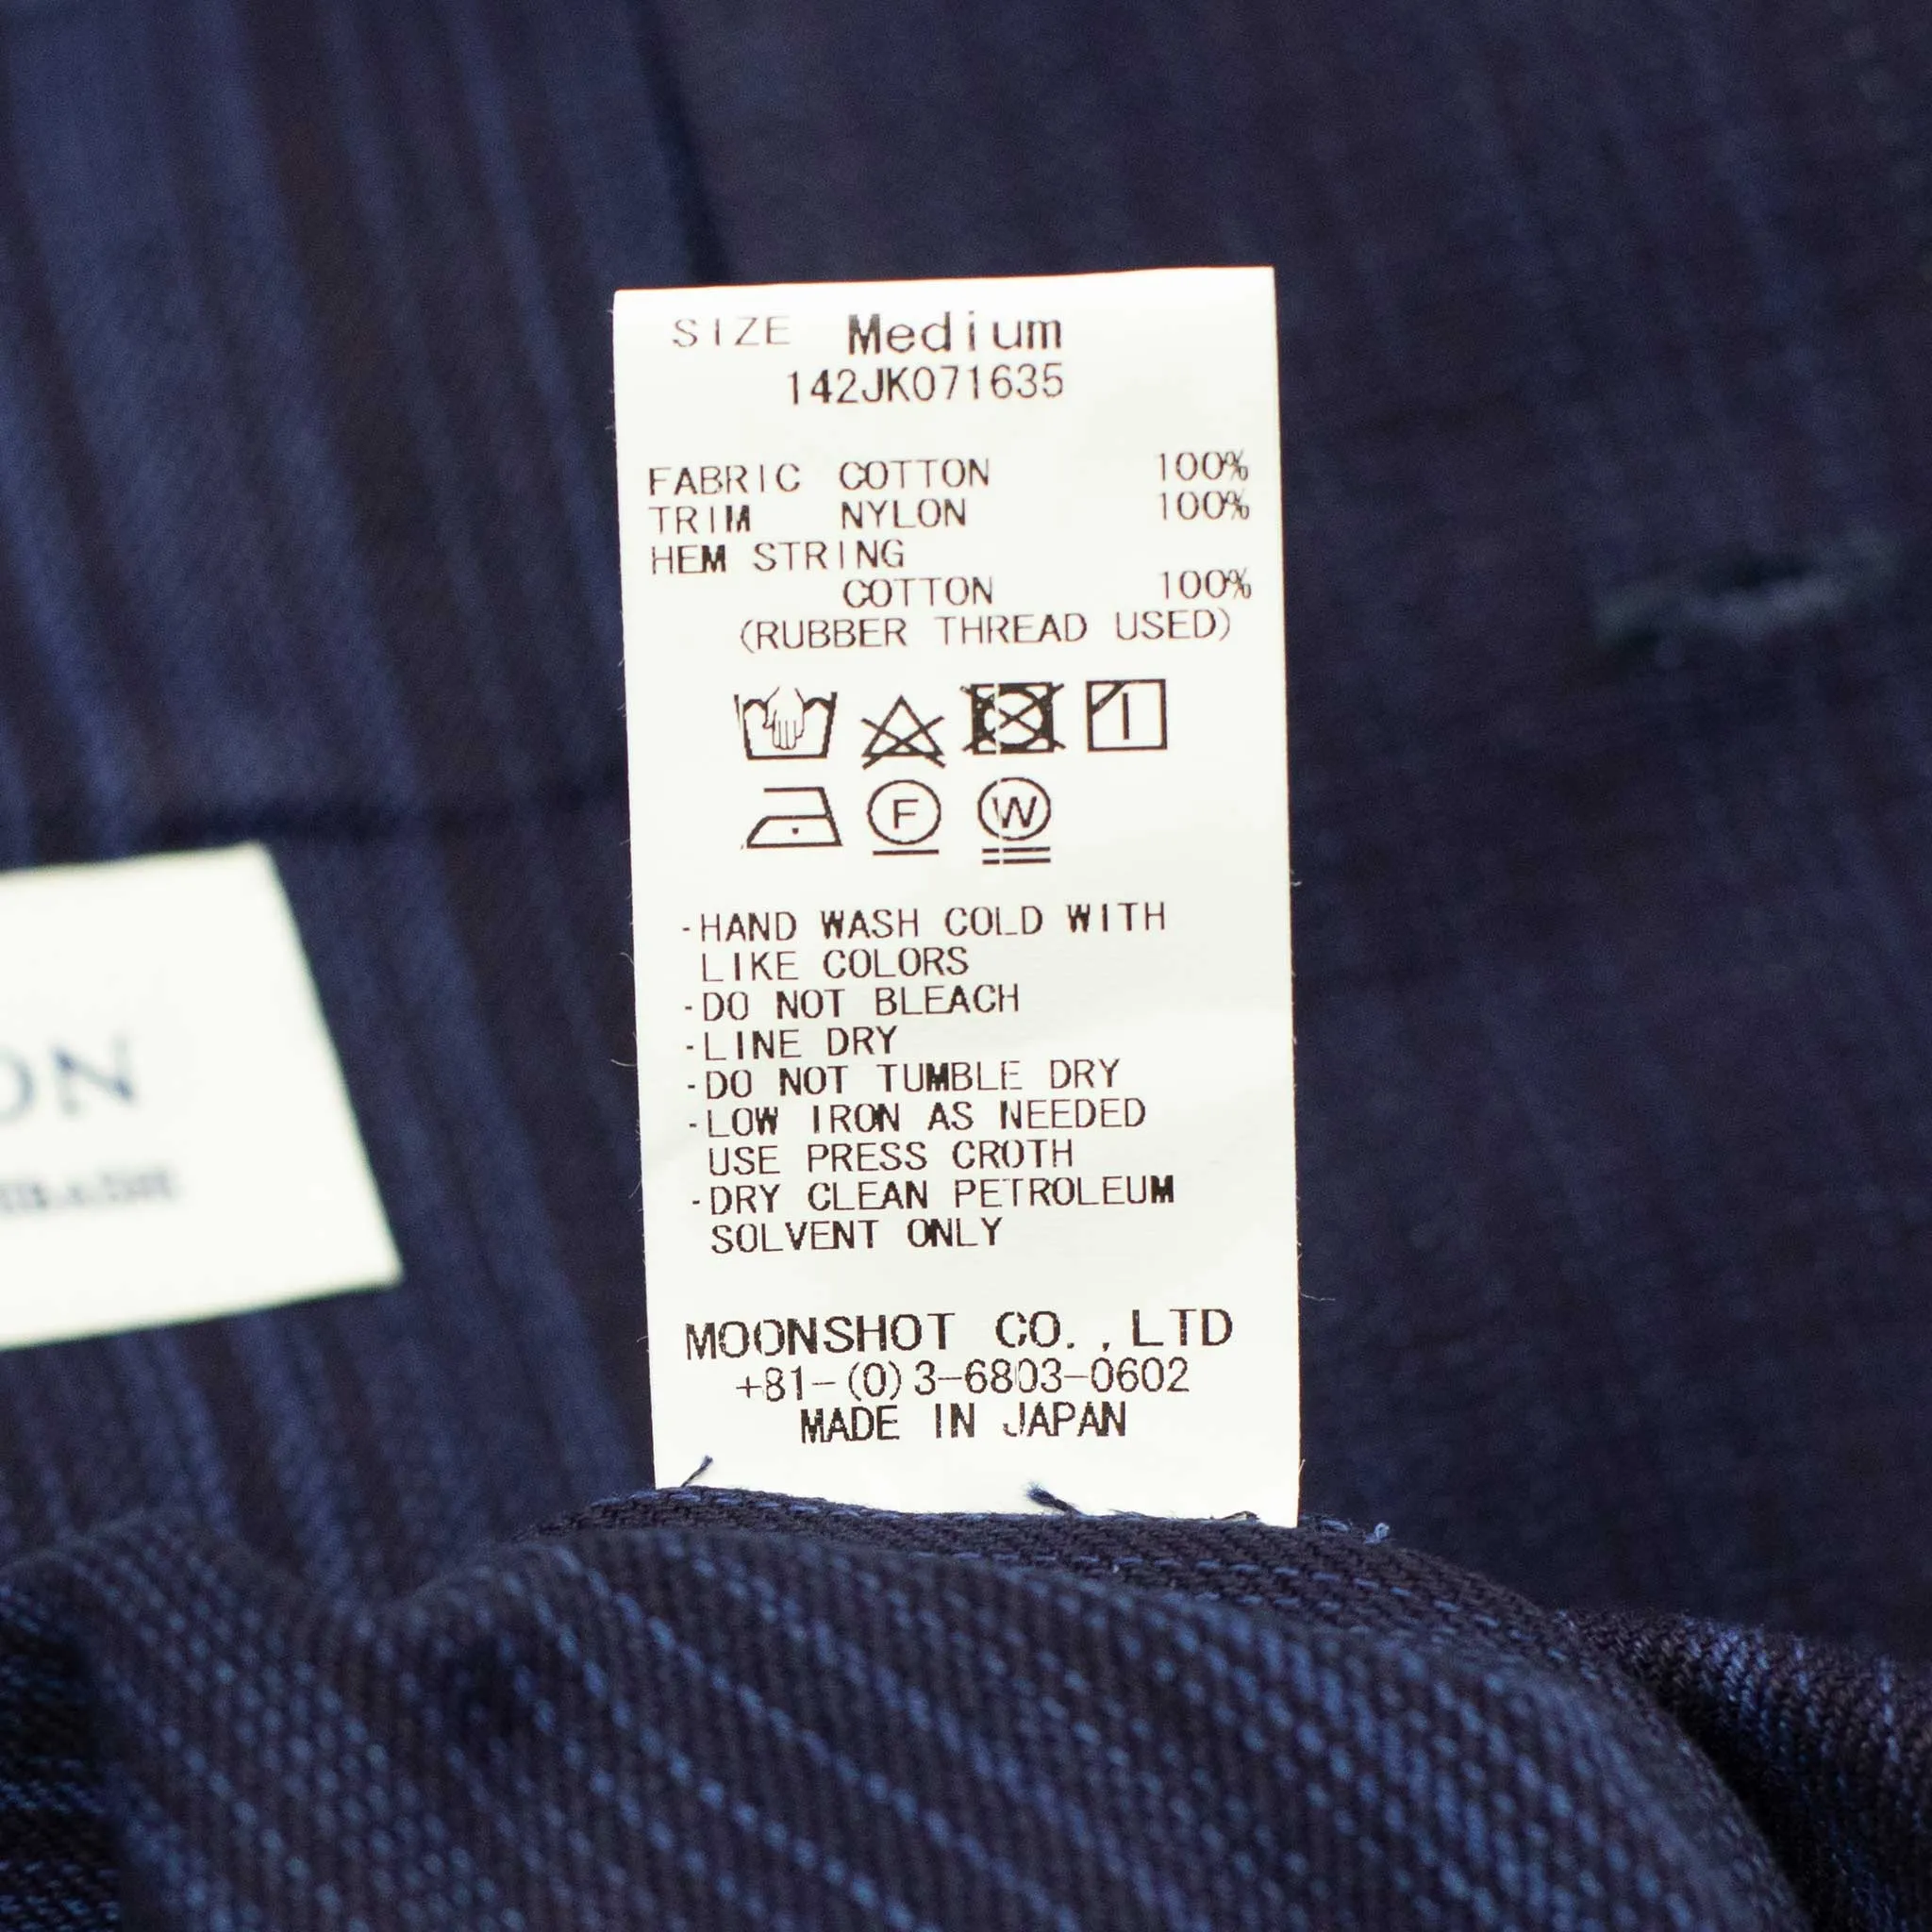 SIZE Medium
142JK071635
FABRIC COTTON 100%
TRIM NYLON 100%
HEM STRING
COTTON 100%
(RUBBER THREAD USED)
F W
-HAND WASH COLD WITH
LIKE COLORS
-DO NOT BLEACH
-LINE DRY
-DO NOT TUMBLE DRY
-LOW IRON AS NEEDED
USE PRESS CROTH
-DRY CLEAN PETROLEUM
SOLVENT ONLY
MOONSHOT CO.,LTD
+81-(0)3-6803-0602
MADE IN JAPAN
ON